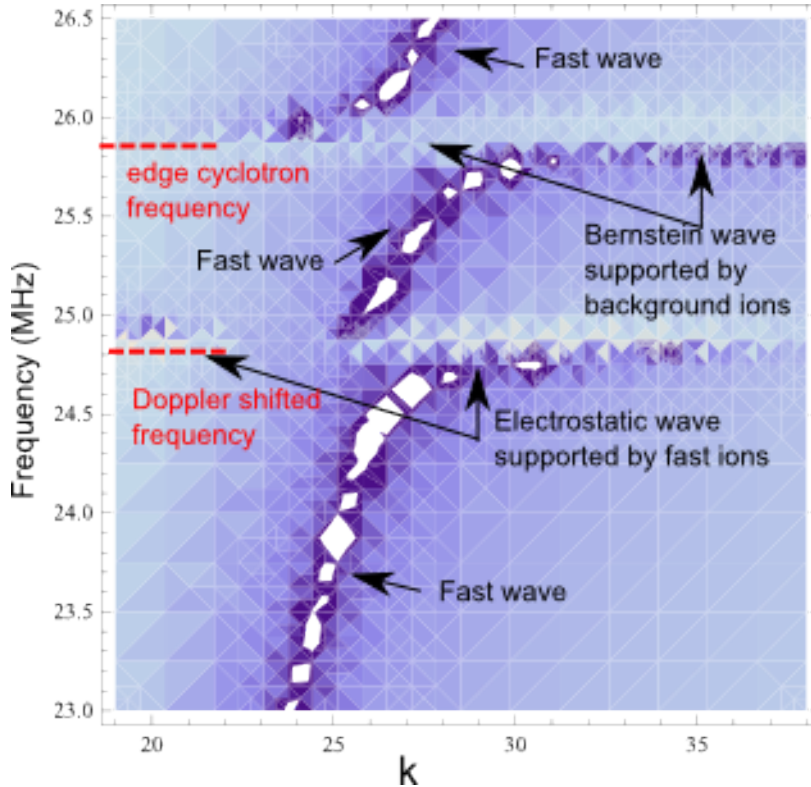 26.5
Fast wave
26.0
edge cyclotron
frequency
25.5
Fast wave
Bernstein wave
supported by
background ions
25.0
Doppler shifted
frequency
Electrostatic wave
supported by fast ions
24.5
24.0
Fast wave
23.5
23.0
Frequency (MHz)
20 25 30 35
k